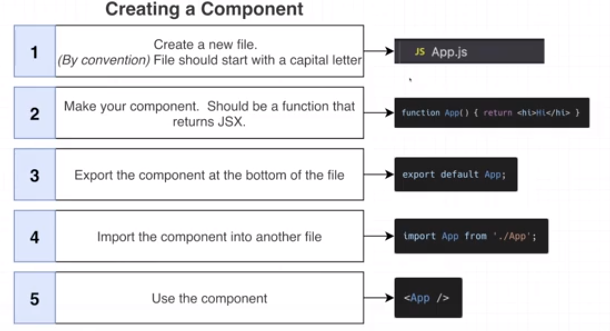 Creating a Component
1
Create a new file.
(By convention) File should start with a capital letter
JS App.js
2
Make your component. Should be a function that
returns JSX.
function App() { return <h1>Hi</h1> }
3
Export the component at the bottom of the file
export default App;
4
Import the component into another file
import App from './App';
5
Use the component
<App />